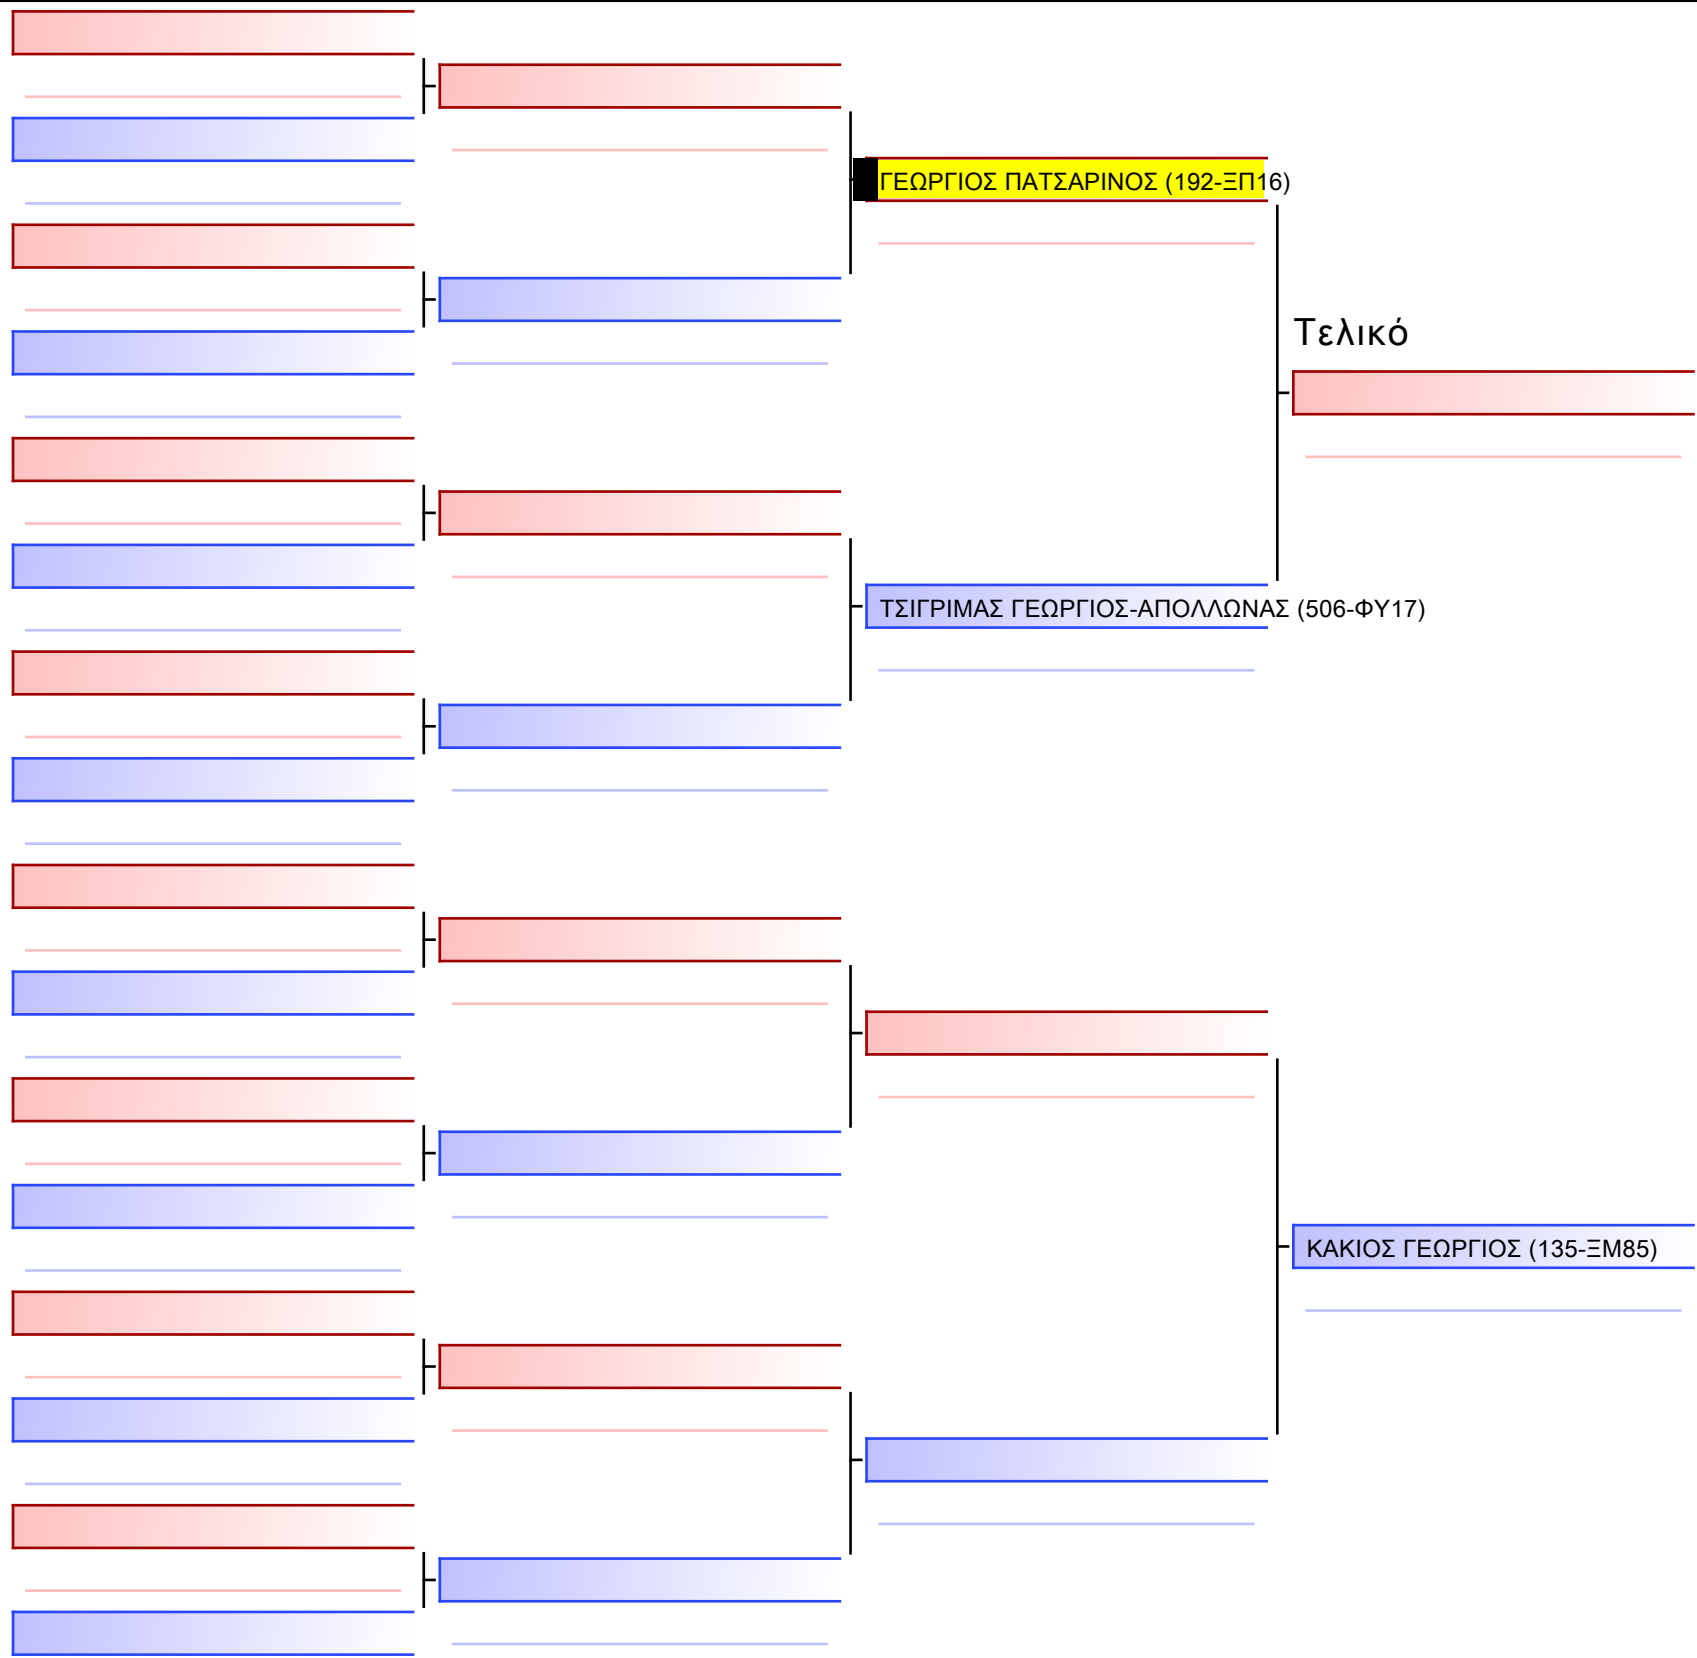 ΓΕΩΡΓΙΟΣ ΠΑΤΣΑΡΙΝΟΣ (192-ΞΠ16)
Τελικό
ΤΣΙΓΡΙΜΑΣ ΓΕΩΡΓΙΟΣ-ΑΠΟΛΛΩΝΑΣ (506-ΦΥ17)
ΚΑΚΙΟΣ ΓΕΩΡΓΙΟΣ (135-ΞΜ85)